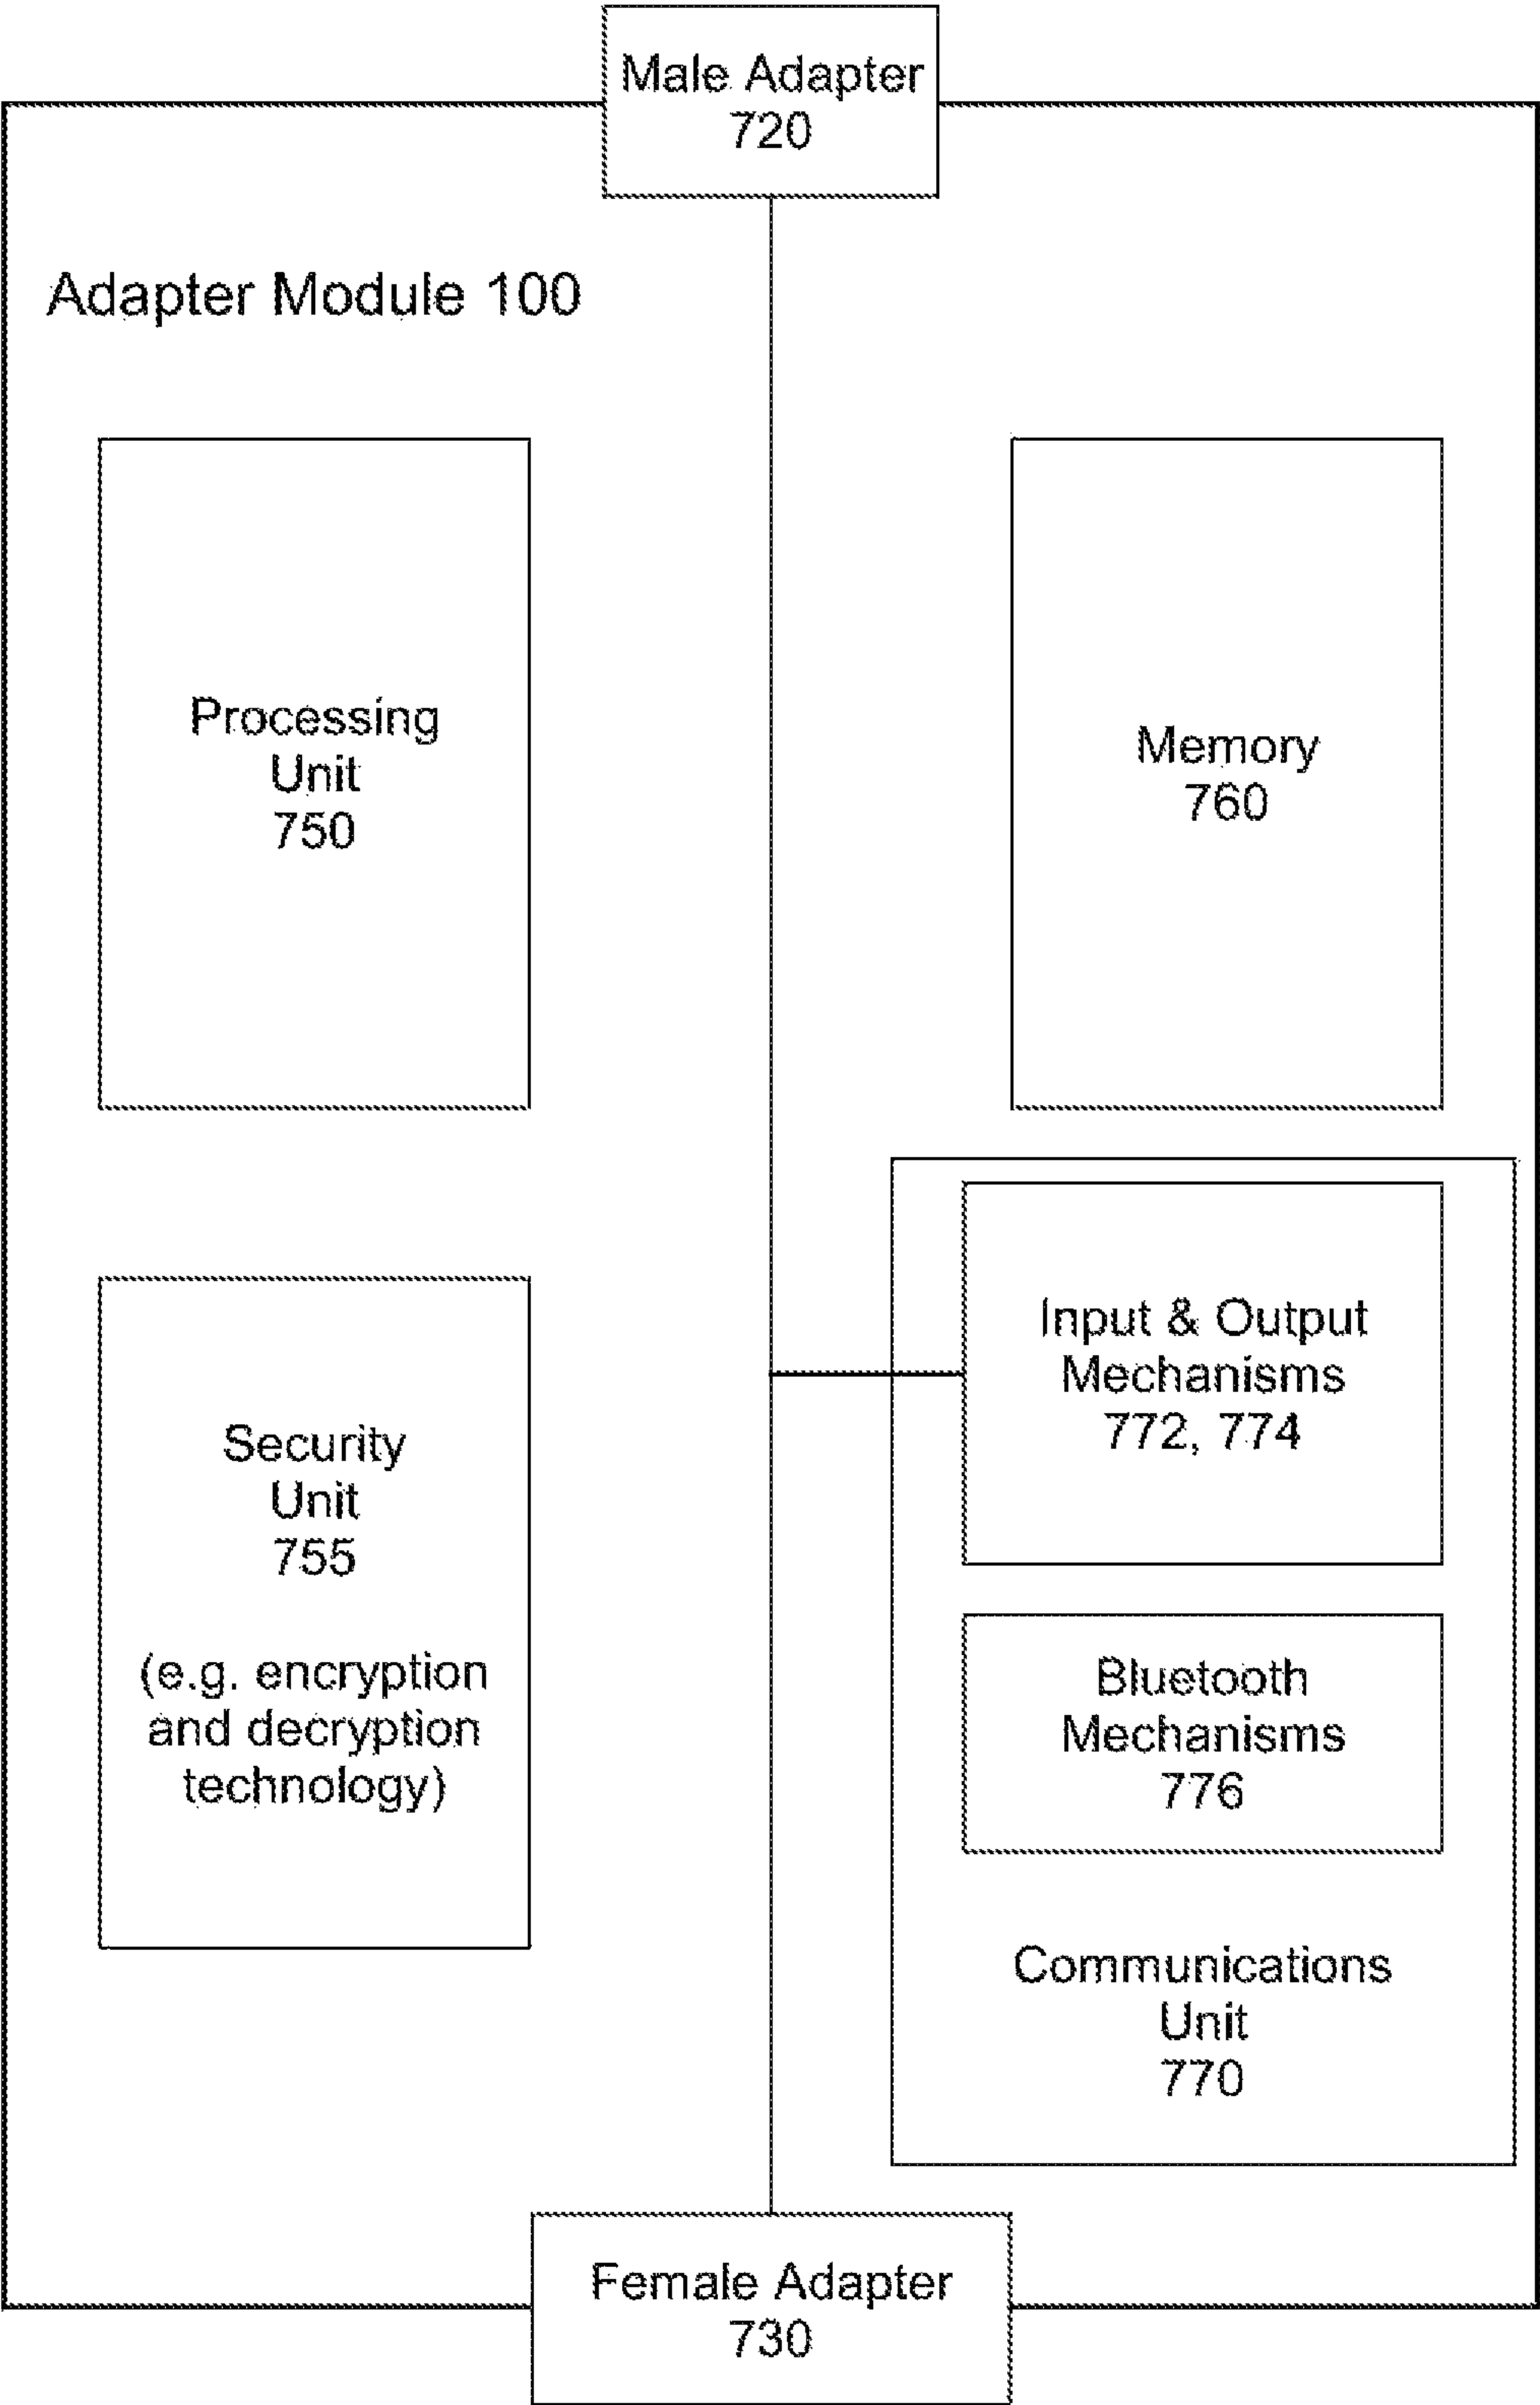 Male Adapter
720
Adapter Module 100
Processing
Unit
750
Memory
760
Input & Output
Mechanisms
772, 774
Security
Unit
755
(e.g. encryption
and decryption
technology)
Bluetooth
Mechanisms
776
Communications
Unit
770
Female Adapter
730